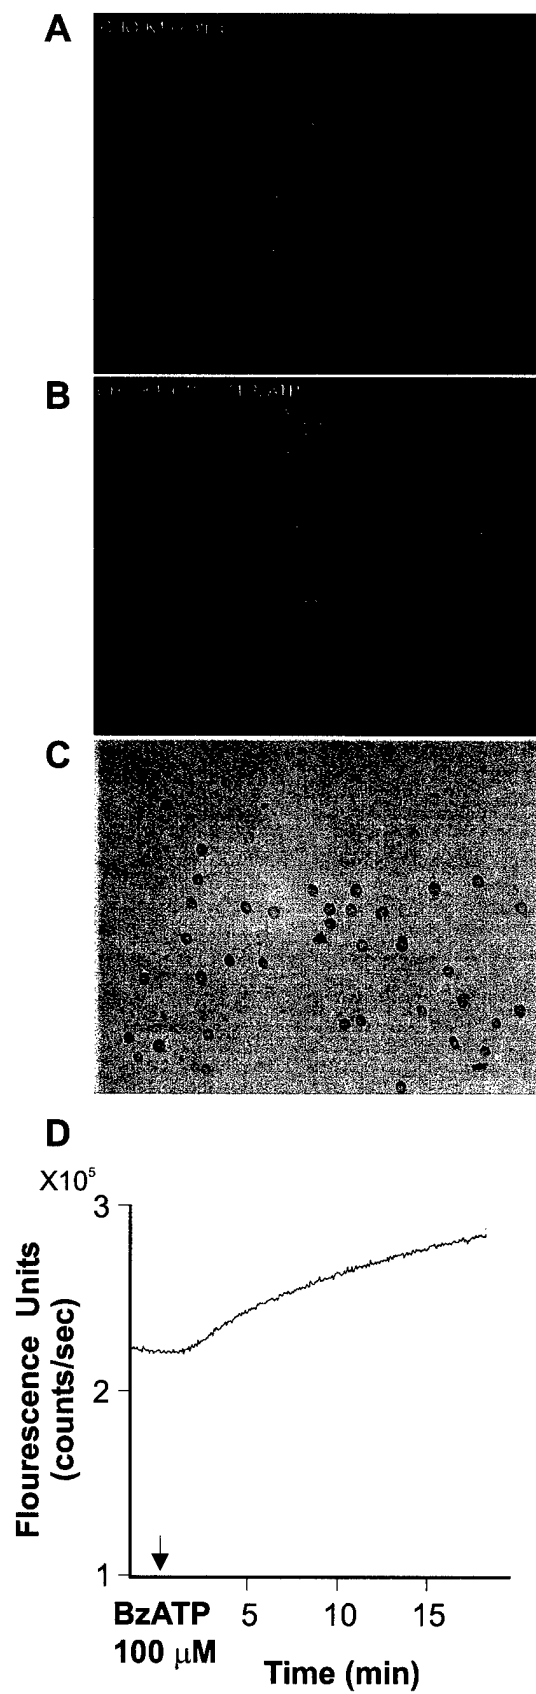 A
B
C
D
X10⁵
3
2
1
Flourescence Units
(counts/sec)
BzATP
100 μM
5
10
15
Time (min)